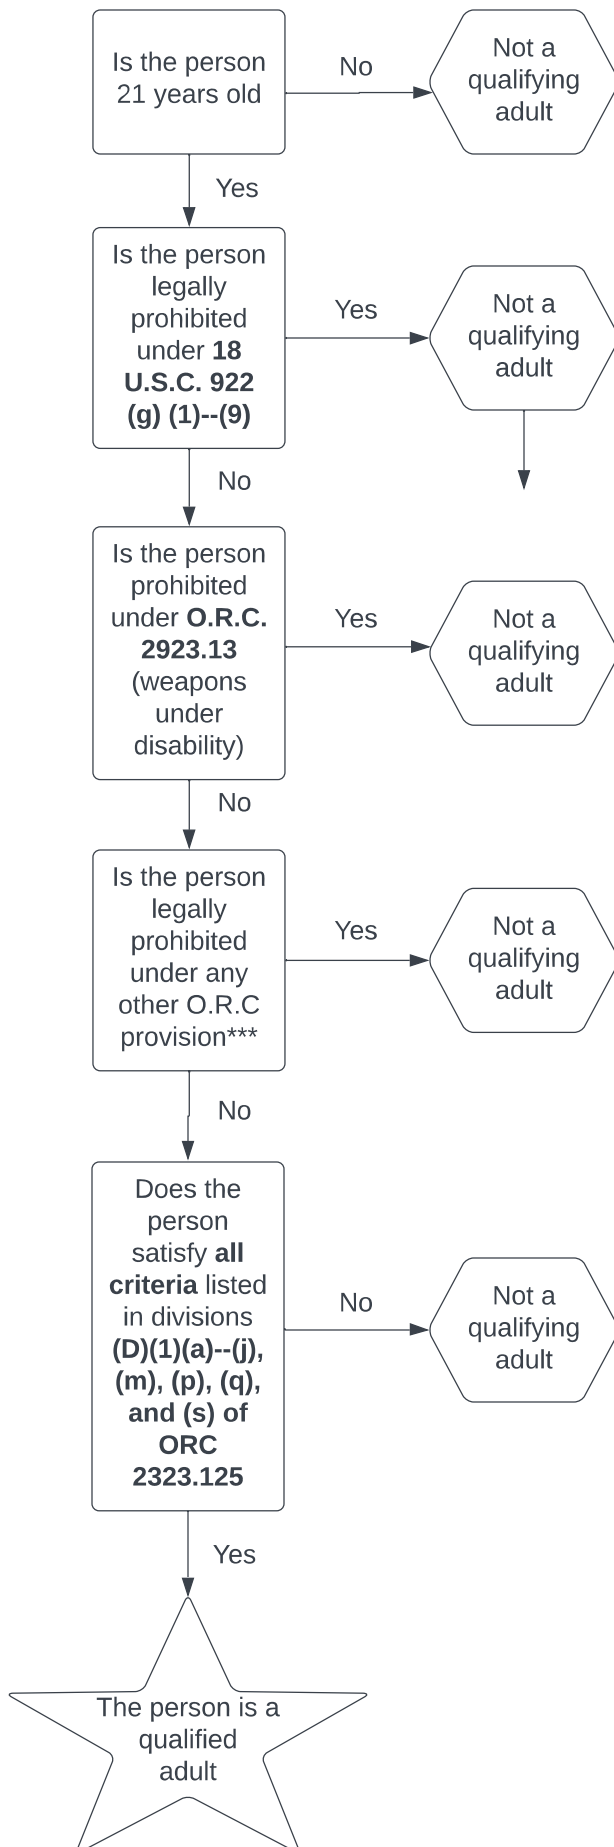 Is the person
21 years old
No
Not a
qualifying
adult
Yes
Is the person
legally
prohibited
under 18
U.S.C. 922
(g) (1)--(9)
Yes
Not a
qualifying
adult
No
Is the person
prohibited
under O.R.C.
2923.13
(weapons
under
disability)
Yes
Not a
qualifying
adult
No
Is the person
legally
prohibited
under any
other O.R.C
provision***
Yes
Not a
qualifying
adult
No
Does the
person
satisfy all
criteria listed
in divisions
(D)(1)(a)--(j),
(m), (p), (q),
and (s) of
ORC
2323.125
No
Not a
qualifying
adult
Yes
The person is a
qualified
adult